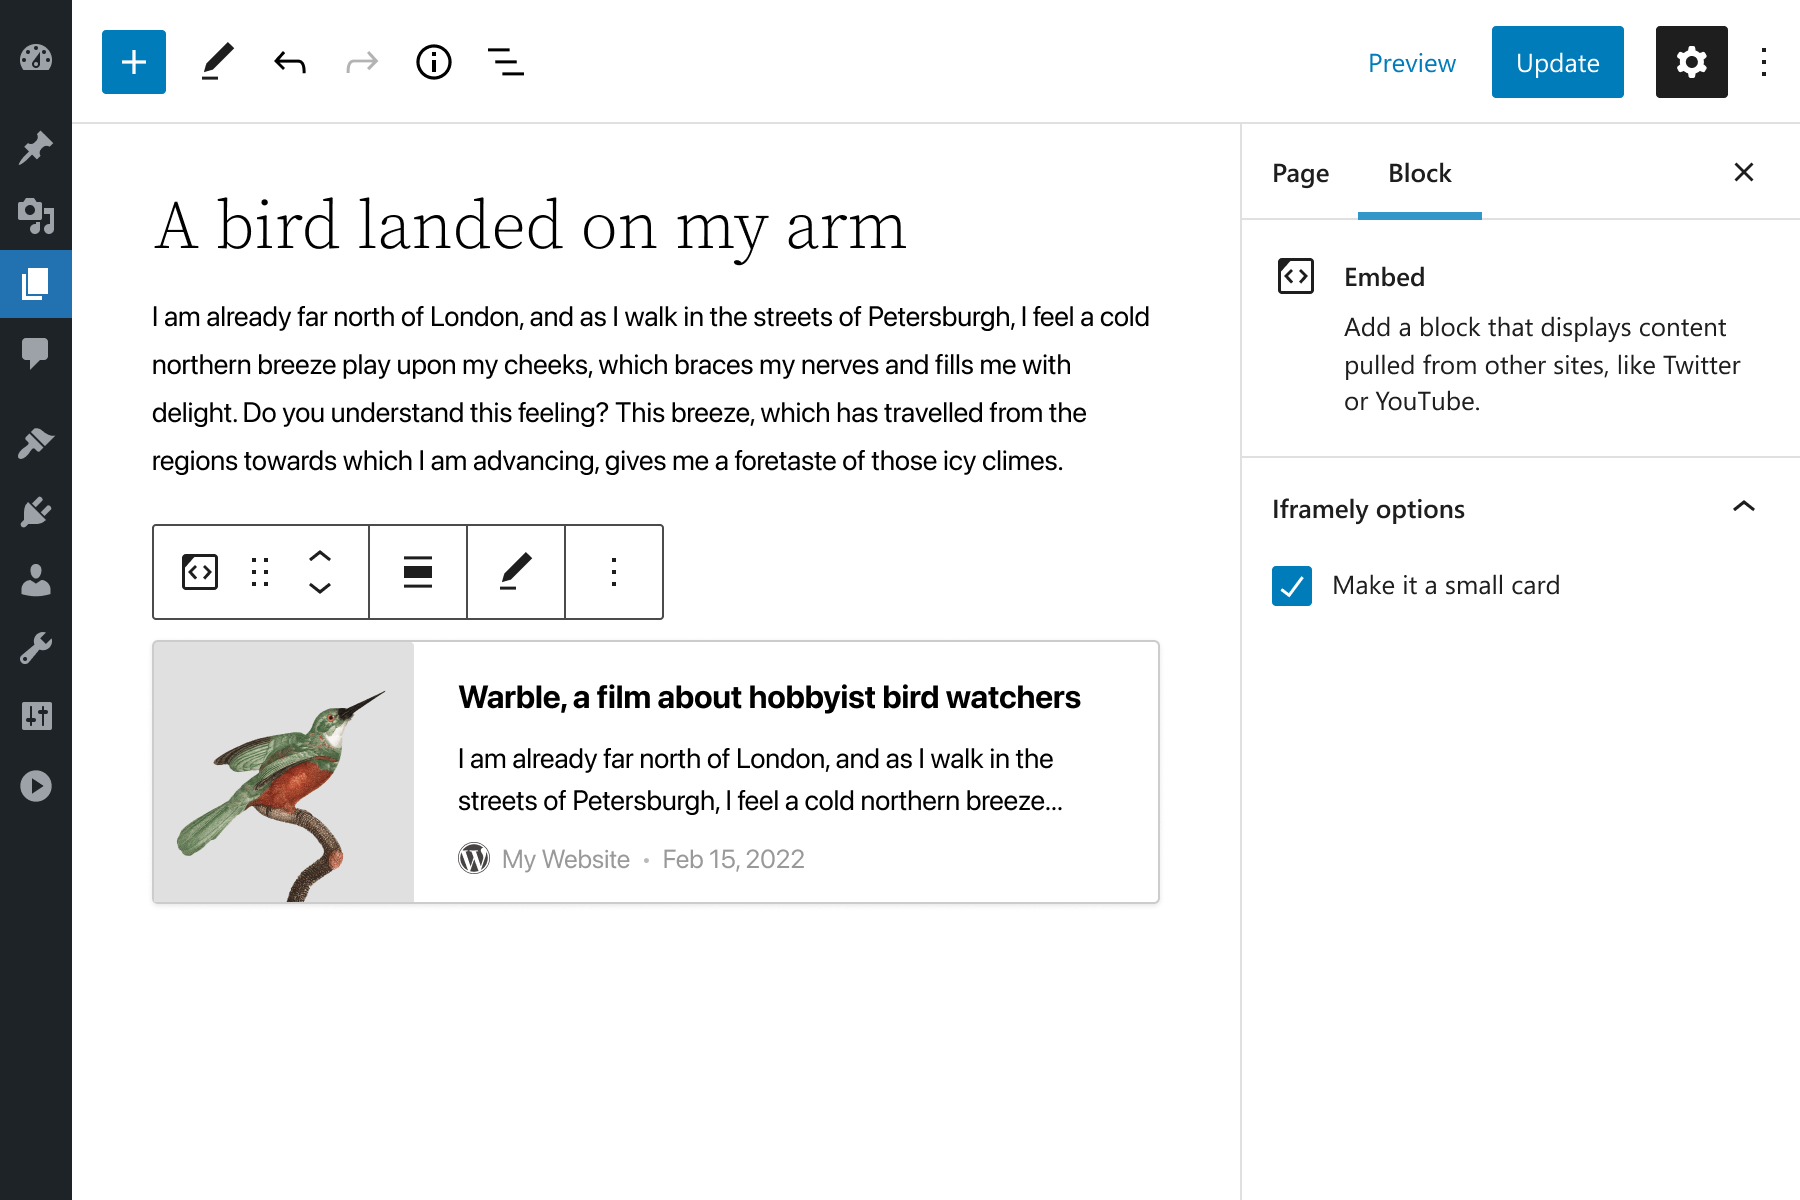 Preview
Update
Page
Block
A bird landed on my arm
I am already far north of London, and as I walk in the streets of Petersburgh, I feel a cold
northern breeze play upon my cheeks, which braces my nerves and fills me with
delight. Do you understand this feeling? This breeze, which has travelled from the
regions towards which I am advancing, gives me a foretaste of those icy climes.
Embed
Add a block that displays content
pulled from other sites, like Twitter
or YouTube.
Iframely options
Make it a small card
Warble, a film about hobbyist bird watchers
I am already far north of London, and as I walk in the
streets of Petersburgh, I feel a cold northern breeze...
My Website • Feb 15, 2022